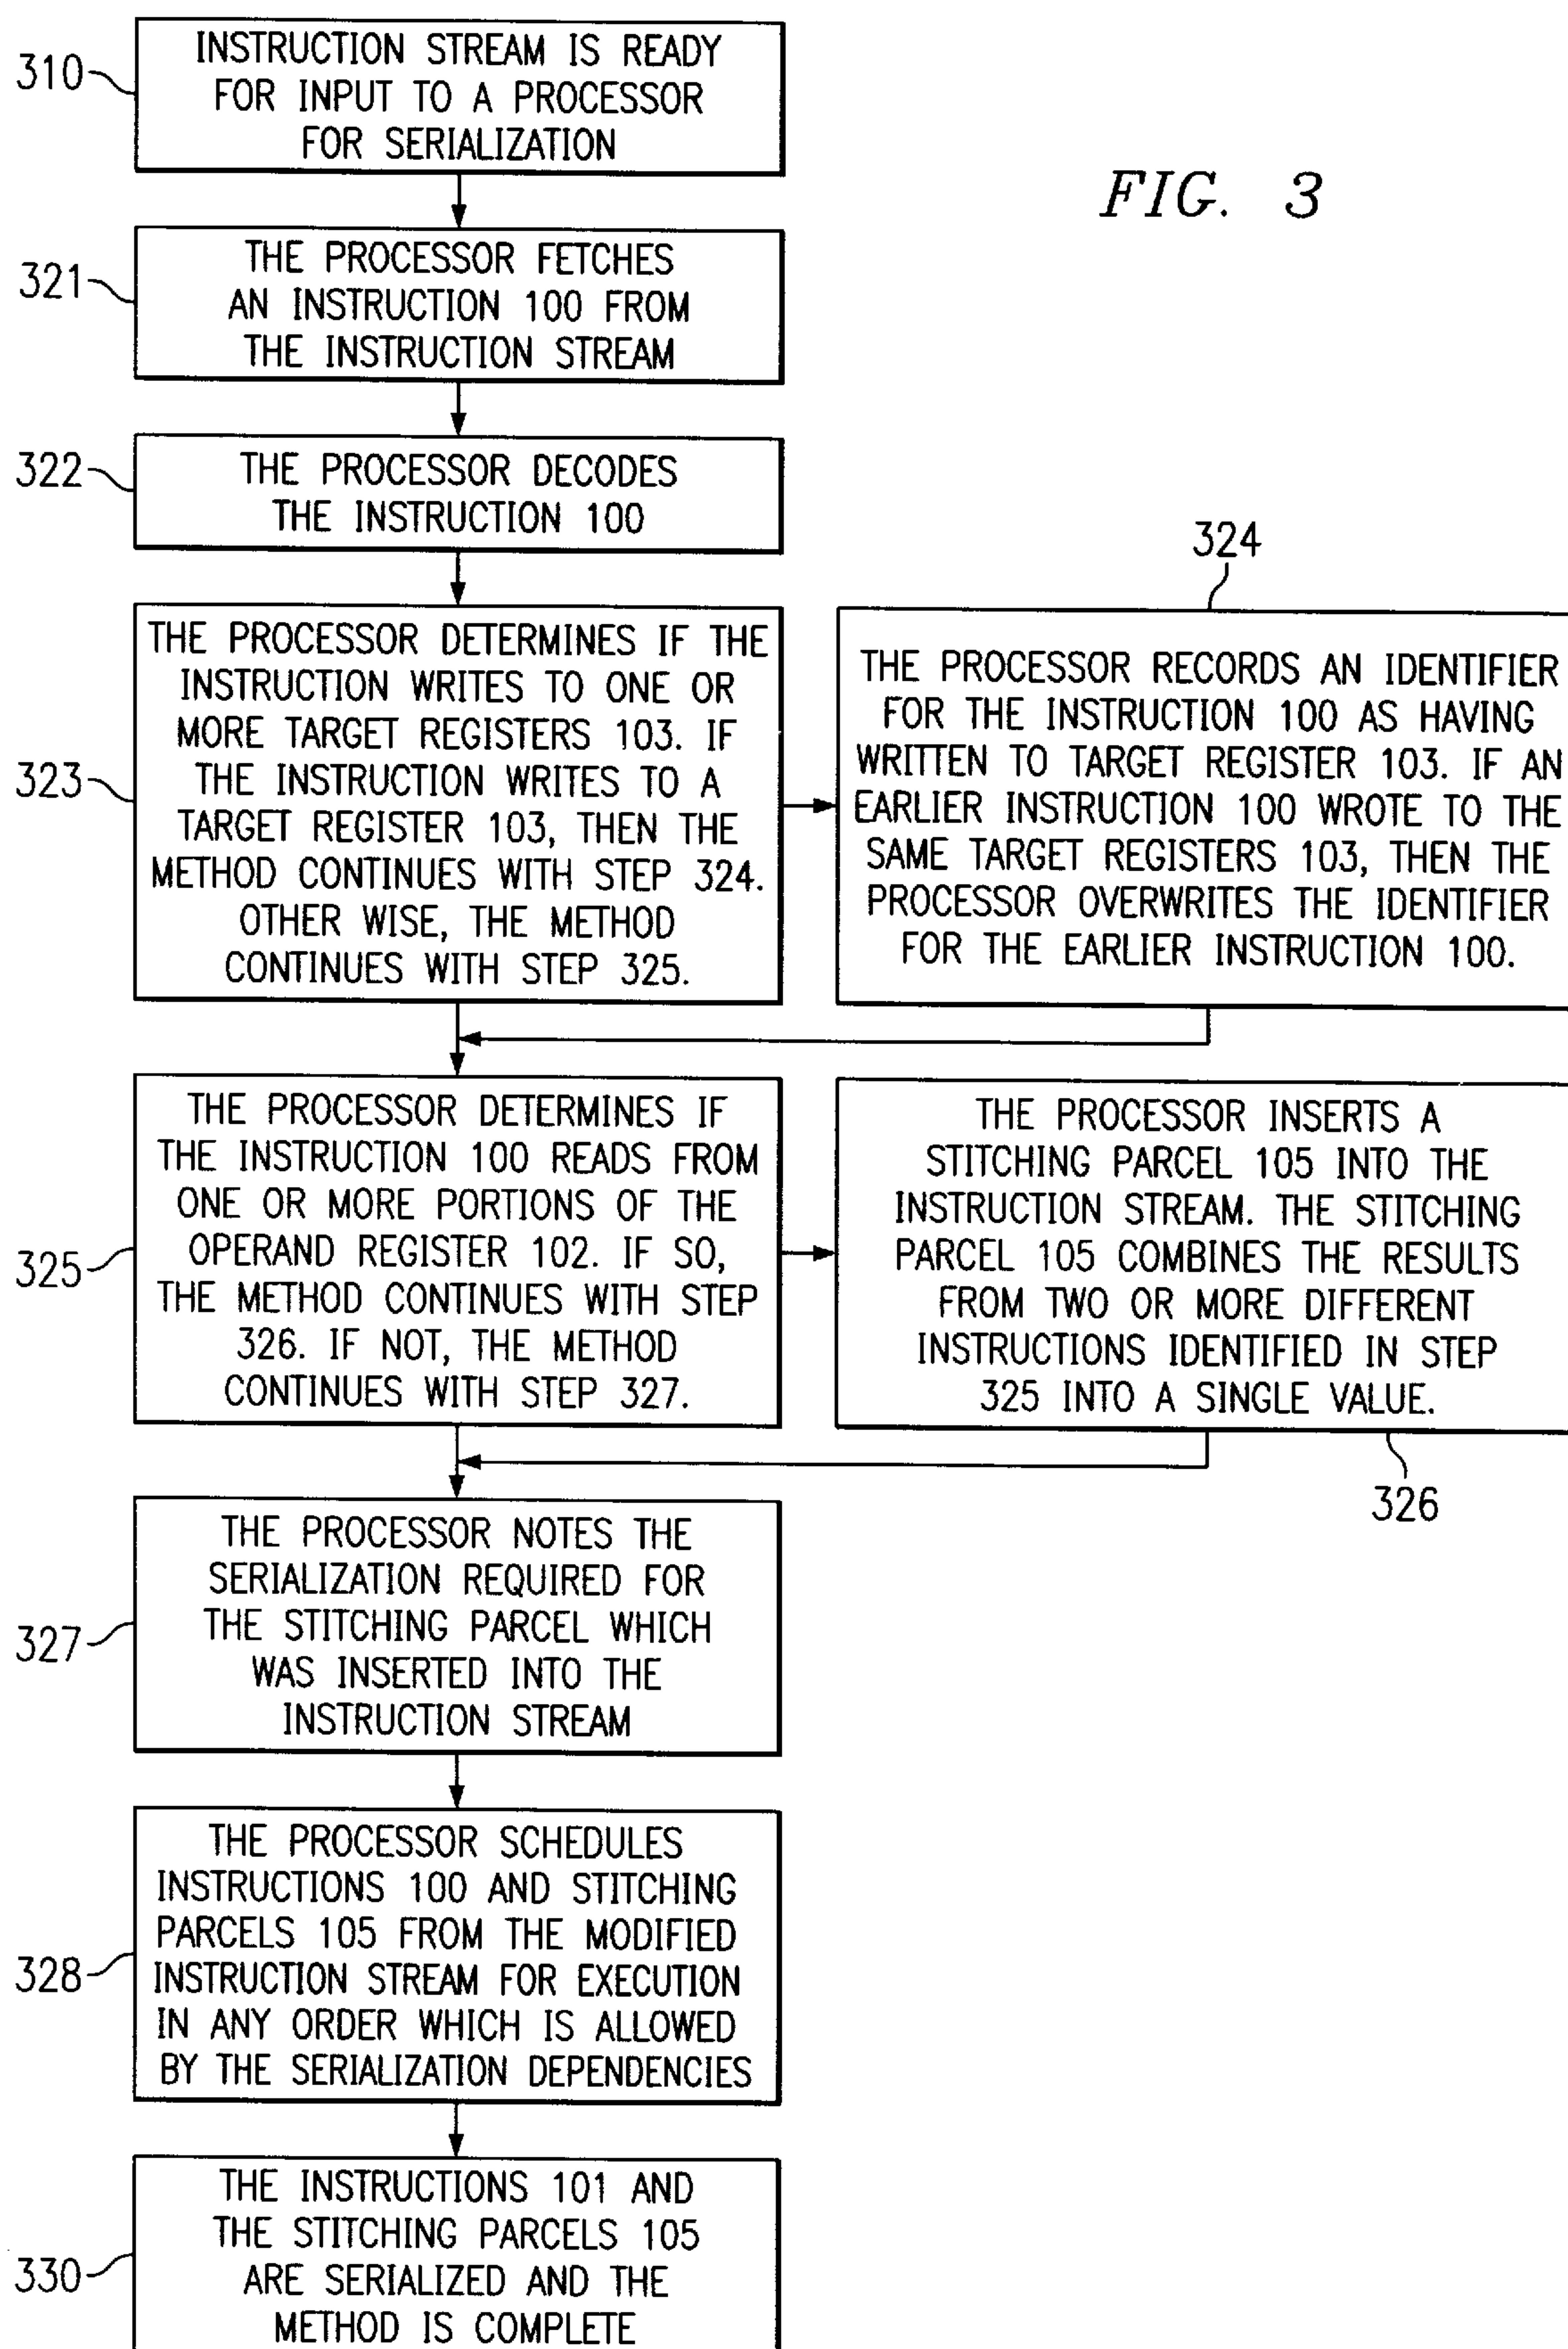 310
INSTRUCTION STREAM IS READY
FOR INPUT TO A PROCESSOR
FOR SERIALIZATION
FIG. 3
321
THE PROCESSOR FETCHES
AN INSTRUCTION 100 FROM
THE INSTRUCTION STREAM
322
THE PROCESSOR DECODES
THE INSTRUCTION 100
323
THE PROCESSOR DETERMINES IF THE
INSTRUCTION WRITES TO ONE OR
MORE TARGET REGISTERS 103. IF
THE INSTRUCTION WRITES TO A
TARGET REGISTER 103, THEN THE
METHOD CONTINUES WITH STEP 324.
OTHER WISE, THE METHOD
CONTINUES WITH STEP 325.
324
THE PROCESSOR RECORDS AN IDENTIFIER
FOR THE INSTRUCTION 100 AS HAVING
WRITTEN TO TARGET REGISTER 103. IF AN
EARLIER INSTRUCTION 100 WROTE TO THE
SAME TARGET REGISTERS 103, THEN THE
PROCESSOR OVERWRITES THE IDENTIFIER
FOR THE EARLIER INSTRUCTION 100.
325
THE PROCESSOR DETERMINES IF
THE INSTRUCTION 100 READS FROM
ONE OR MORE PORTIONS OF THE
OPERAND REGISTER 102. IF SO,
THE METHOD CONTINUES WITH STEP
326. IF NOT, THE METHOD
CONTINUES WITH STEP 327.
THE PROCESSOR INSERTS A
STITCHING PARCEL 105 INTO THE
INSTRUCTION STREAM. THE STITCHING
PARCEL 105 COMBINES THE RESULTS
FROM TWO OR MORE DIFFERENT
INSTRUCTIONS IDENTIFIED IN STEP
325 INTO A SINGLE VALUE.
326
327
THE PROCESSOR NOTES THE
SERIALIZATION REQUIRED FOR
THE STITCHING PARCEL WHICH
WAS INSERTED INTO THE
INSTRUCTION STREAM
328
THE PROCESSOR SCHEDULES
INSTRUCTIONS 100 AND STITCHING
PARCELS 105 FROM THE MODIFIED
INSTRUCTION STREAM FOR EXECUTION
IN ANY ORDER WHICH IS ALLOWED
BY THE SERIALIZATION DEPENDENCIES
330
THE INSTRUCTIONS 101 AND
THE STITCHING PARCELS 105
ARE SERIALIZED AND THE
METHOD IS COMPLETE